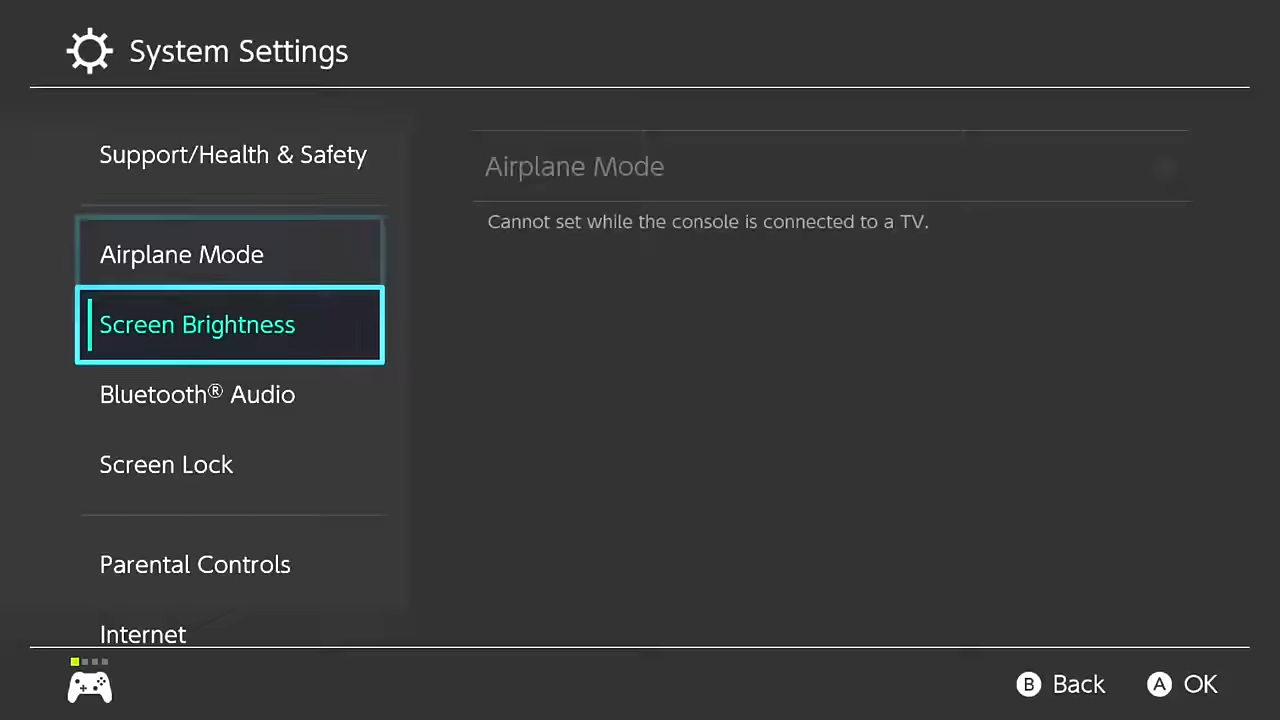 System Settings
Support/Health & Safety
Airplane Mode
Screen Brightness
Bluetooth® Audio
Screen Lock
Parental Controls
Internet
Airplane Mode
Cannot set while the console is connected to a TV.
B Back
A OK